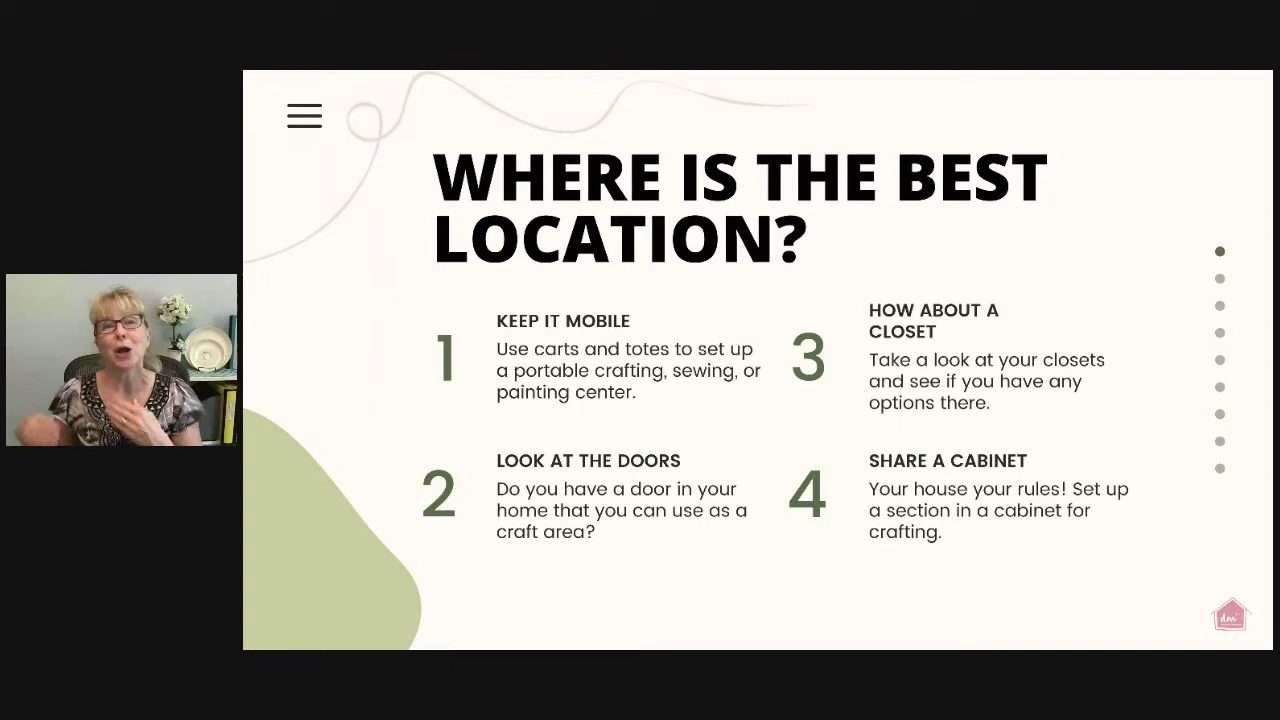 WHERE IS THE BEST
LOCATION?
1
KEEP IT MOBILE
Use carts and totes to set up
a portable crafting, sewing, or
painting center.
2
LOOK AT THE DOORS
Do you have a door in your
home that you can use as a
craft area?
3
HOW ABOUT A
CLOSET
Take a look at your closets
and see if you have any
options there.
4
SHARE A CABINET
Your house your rules! Set up
a section in a cabinet for
crafting.
dm